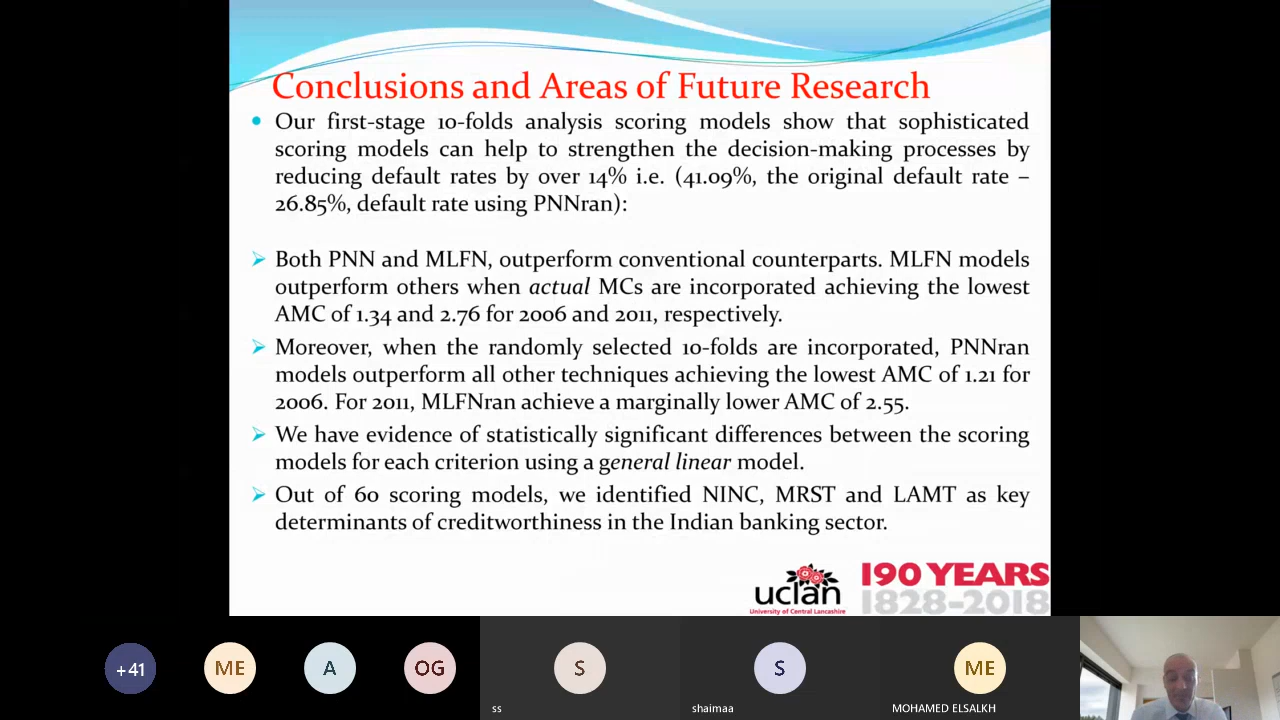 Conclusions and Areas of Future Research
Our first-stage 10-folds analysis scoring models show that sophisticated
scoring models can help to strengthen the decision-making processes by
reducing default rates by over 14% i.e. (41.09%, the original default rate –
26.85%, default rate using PNNran):
Both PNN and MLFN, outperform conventional counterparts. MLFN models
outperform others when actual MCs are incorporated achieving the lowest
AMC of 1.34 and 2.76 for 2006 and 2011, respectively.
Moreover, when the randomly selected 10-folds are incorporated, PNNran
models outperform all other techniques achieving the lowest AMC of 1.21 for
2006. For 2011, MLFNran achieve a marginally lower AMC of 2.55.
We have evidence of statistically significant differences between the scoring
models for each criterion using a general linear model.
Out of 60 scoring models, we identified NINC, MRST and LAMT as key
determinants of creditworthiness in the Indian banking sector.
uclan
University of Central Lancashire
190 YEARS
1828-2018
+41
ME
A
OG
S
ss
S
shaimaa
ME
MOHAMED ELSALKH